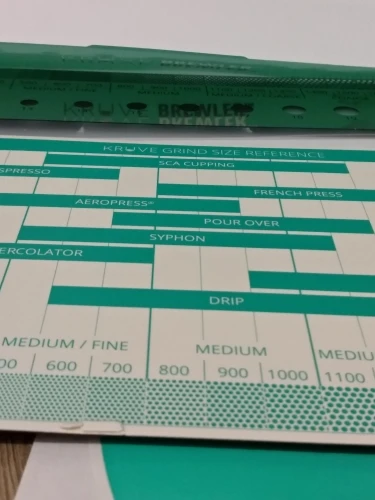 KRUVE BREWLER
KRUVE GRIND SIZE REFERENCE
SCA CUPPING
SPRESSO
FRENCH PRESS
AEROPRESS®
POUR OVER
SYPHON
ERCOLATOR
DRIP
MEDIUM / FINE MEDIUM MEDIU
00 600 700 800 900 1000 1100